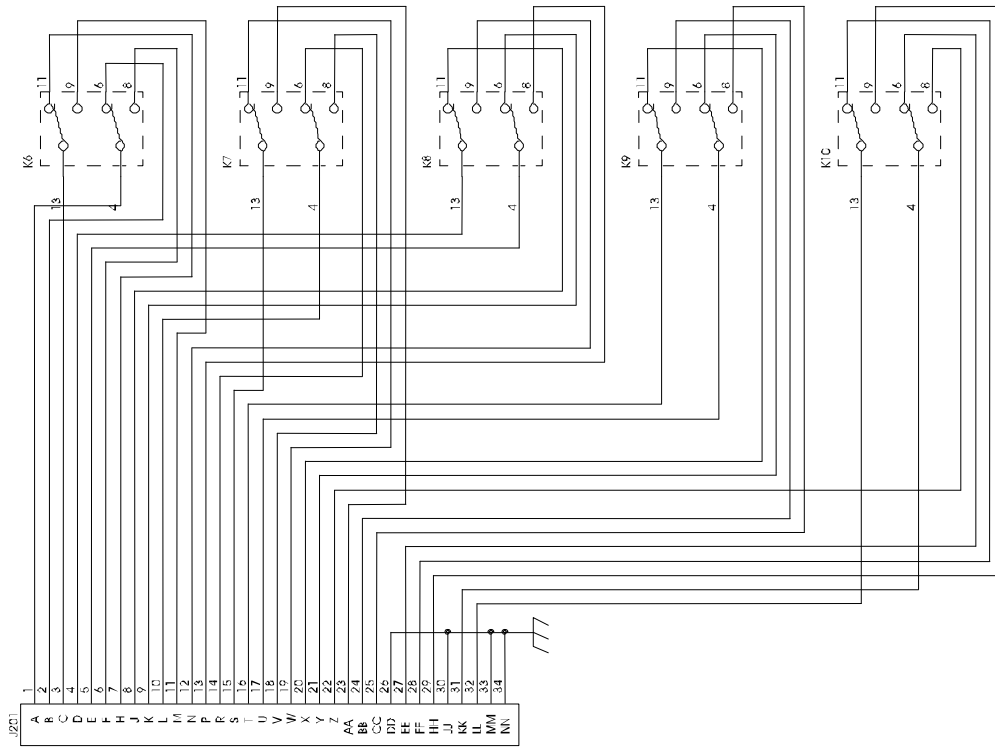 11 9 6 8
K6
13 4
11 19 6 8
K7
13 4
11 9 6 8
K8
13 4
11 9 6 8
K9
13 4
11 9 6 8
K10
13 4
J201
1 A
2 B
3 C
4 D
5 E
6 F
7 H
8 J
9 K
10 L
11 M
12 N
13 P
14 R
15 S
16 T
17 U
18 V
19 W
20 X
21 Y
22 Z
23 AA
24 BB
25 CC
26 DD
27 EE
28 FF
29 HH
30 JJ
31 KK
32 LL
33 MM
34 NN